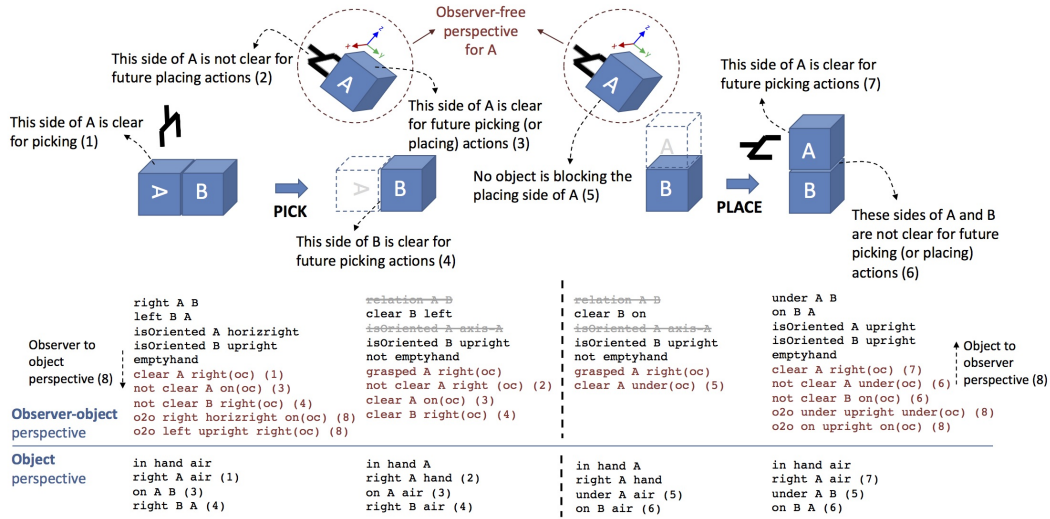 Observer-free
perspective
for A
This side of A is not clear for
future placing actions (2)
This side of A is clear
for picking (1)
x
z
y
A
This side of A is clear
for future picking (or
placing) actions (3)
A
B
PICK
A
B
This side of B is clear for
future picking actions (4)
No object is blocking the
placing side of A (5)
x
z
y
A
A
B
PLACE
This side of A is clear for
future picking actions (7)
A
B
These sides of A and B
are not clear for future
picking (or placing)
actions (6)
Observer to
object
perspective (8)
right A B
left B A
isOriented A horizright
isOriented B upright
emptyhand
clear A right(oc) (1)
not clear A on(oc) (3)
not clear B right(oc) (4)
o2o right horizright on(oc) (8)
o2o left upright right(oc) (8)
relation A B
clear B left
isOriented A axis-A
isOriented B upright
not emptyhand
grasped A right(oc)
not clear A right (oc) (2)
clear A on(oc) (3)
clear B right(oc) (4)
relation A B
clear B on
isOriented A axis-A
isOriented B upright
not emptyhand
grasped A right(oc)
clear A under(oc) (5)
under A B
on B A
isOriented A upright
isOriented B upright
emptyhand
clear A right(oc) (7)
not clear A under(oc) (6)
not clear B on(oc) (6)
o2o under upright under(oc) (8)
o2o on upright on(oc) (8)
Object to
observer
perspective (8)
Observer-object
perspective
Object
perspective
in hand air
right A air (1)
on A B (3)
right B A (4)
in hand A
right A hand (2)
on A air (3)
right B air (4)
in hand A
right A hand
under A air (5)
on B air (6)
in hand air
right A air (7)
under A B (5)
on B A (6)